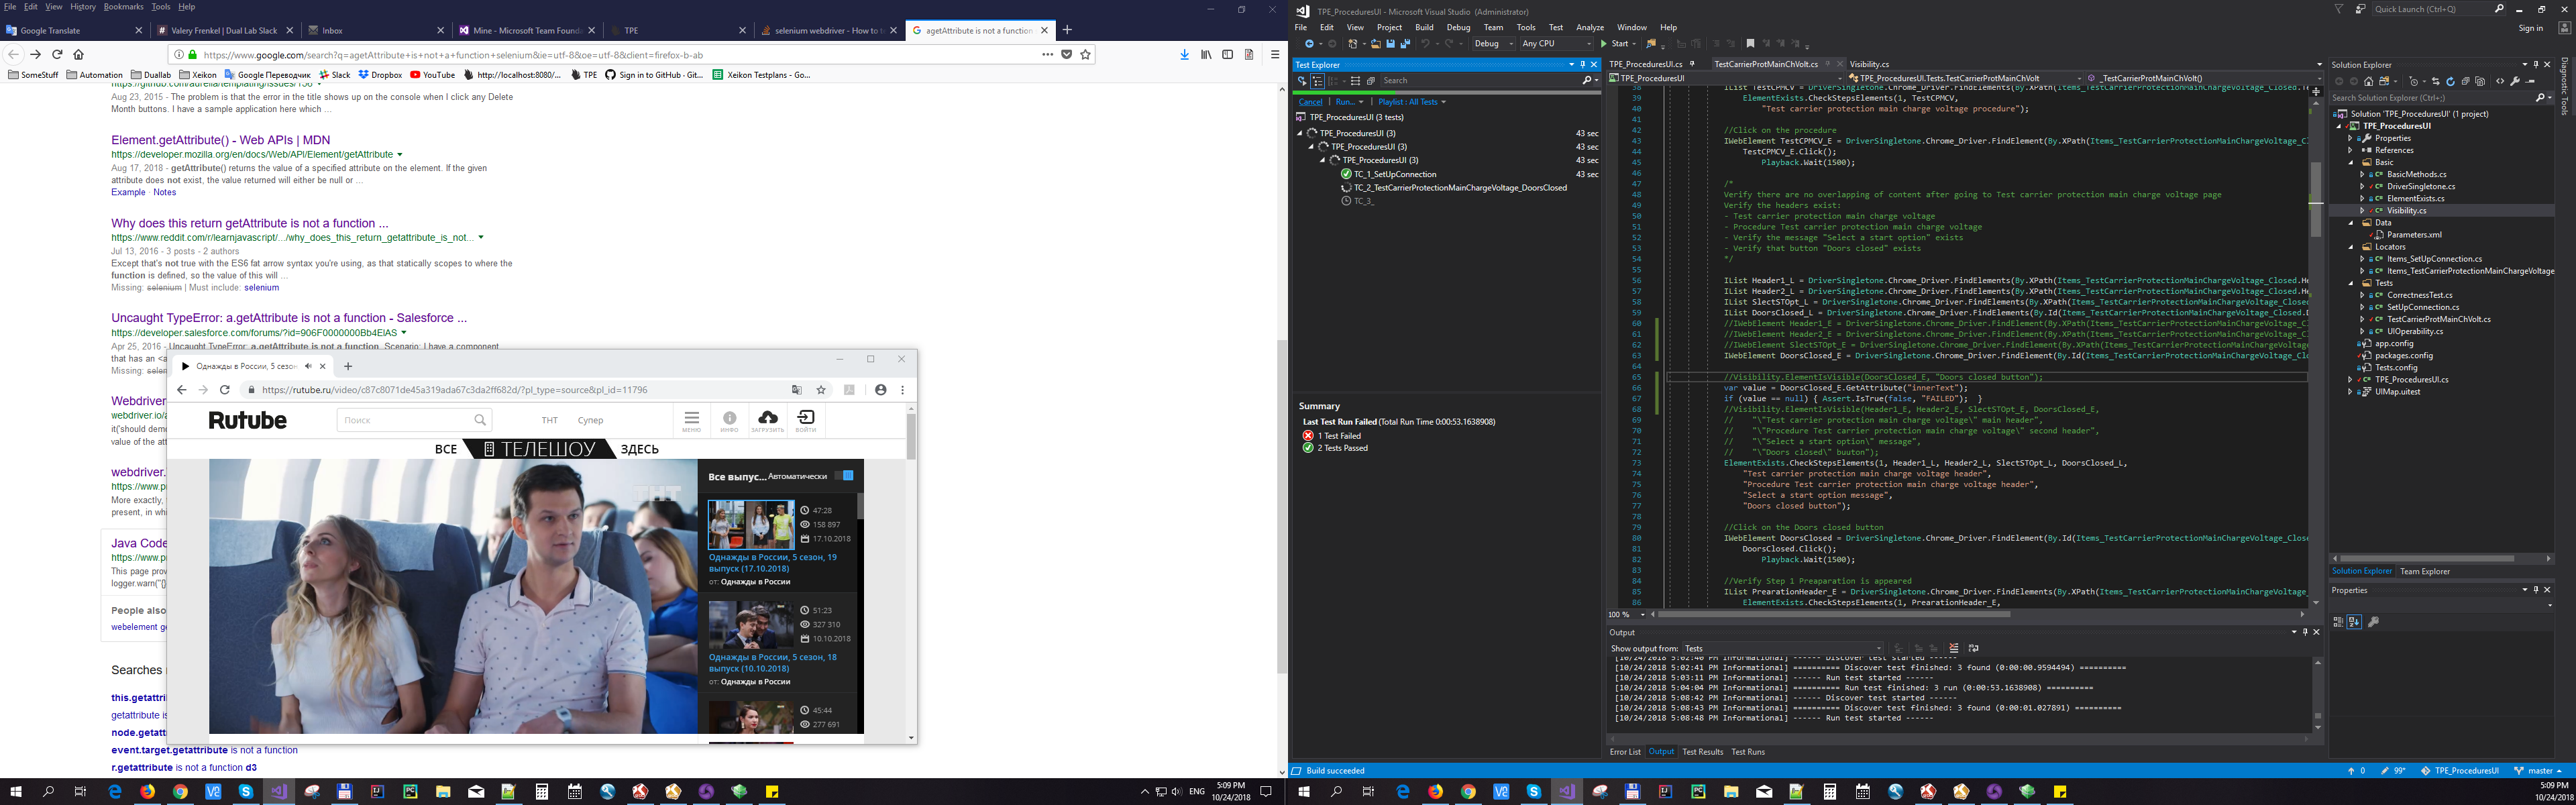 File Edit View History Bookmarks Tools Help
Google Translate
Valery Frenkel | Dual Lab Slack
Inbox
Mine - Microsoft Team Founda
TPE
selenium webdriver - How to t
agetAttribute is not a function
https://www.google.com/search?q=agetAttribute+is+not+a+function+selenium&ie=utf-8&oe=utf-8&client=firefox-b-ab
SomeStuff Automation Duallab Xeikon Google Переводчик Slack Dropbox YouTube http://localhost:8080/... TPE Sign in to GitHub · Git... Xeikon Testplans - Go...
https://github.com/aurelia/templating/issues/156
Aug 23, 2015 - The problem is that the error in the title shows up on the console when I click any Delete
Month buttons. I have a sample application here which ...
Element.getAttribute() - Web APIs | MDN
https://developer.mozilla.org/en/docs/Web/API/Element/getAttribute
Aug 17, 2018 - getAttribute() returns the value of a specified attribute on the element. If the given
attribute does not exist, the value returned will either be null or ...
Example · Notes
Why does this return getAttribute is not a function ...
https://www.reddit.com/r/learnjavascript/.../why_does_this_return_getattribute_is_not...
Jul 13, 2016 - 3 posts - 2 authors
Except that's not true with the ES6 fat arrow syntax you're using, as that statically scopes to where the
function is defined, so the value of this will ...
Missing: selenium | Must include: selenium
Uncaught TypeError: a.getAttribute is not a function - Salesforce ...
https://developer.salesforce.com/forums/?id=906F0000000Bb4EIAS
Apr 25, 2016 - Uncaught TypeError: a.getAttribute is not a function. Scenario: I have a component
that has an <a
Missing: selen
Webdriver
webdriver.io/a
it('should demo
value of the att
webdriver.
https://www.p
More exactly,
present, in whi
Java Code
https://www.p
This page prov
logger.warn("{}
People also
webelement ge
Searches r
this.getattri
getattribute is
node.getatt
event.target.getattribute is not a function
r.getattribute is not a function d3
Однажды в России, 5 сезон
https://rutube.ru/video/c87c8071de45a319ada67c3da2ff682d/?pl_type=source&pl_id=11796
Rutube
Поиск
ТНТ Супер
МЕНЮ ИНФО ЗАГРУЗИТЬ ВОЙТИ
ВСЕ ТЕЛЕШОУ ЗДЕСЬ
ТНТ
Все выпус... Автоматически
47:28
158 897
17.10.2018
Однажды в России, 5 сезон, 19
выпуск (17.10.2018)
от: Однажды в России
51:23
327 310
10.10.2018
Однажды в России, 5 сезон, 18
выпуск (10.10.2018)
от: Однажды в России
45:44
277 691
ENG
5:09 PM
10/24/2018
TPE_ProceduresUI - Microsoft Visual Studio (Administrator)
Quick Launch (Ctrl+Q)
File Edit View Project Build Debug Team Tools Test Analyze Window Help
Sign in
Debug Any CPU Start
Test Explorer
Search
Cancel Run... Playlist : All Tests
TPE_ProceduresUI (3 tests)
TPE_ProceduresUI (3) 43 sec
TPE_ProceduresUI (3) 43 sec
TPE_ProceduresUI (3) 43 sec
TC_1_SetUpConnection 43 sec
TC_2_TestCarrierProtectionMainChargeVoltage_DoorsClosed
TC_3_
Summary
Last Test Run Failed (Total Run Time 0:00:53.1638908)
1 Test Failed
2 Tests Passed
TPE_ProceduresUI.cs TestCarrierProtMainChVolt.cs Visibility.cs
TPE_ProceduresUI TPE_ProceduresUI.Tests.TestCarrierProtMainChVolt _TestCarrierProtMainChVolt()
38 IList TestCPMCV = DriverSingletone.Chrome_Driver.FindElements(By.XPath(Items_TestCarrierProtectionMainChargeVoltage_Closed.Te
39 ElementExists.CheckStepsElements(1, TestCPMCV,
40 "Test carrier protection main charge voltage procedure");
41
42 //Click on the procedure
43 IWebElement TestCPMCV_E = DriverSingletone.Chrome_Driver.FindElement(By.XPath(Items_TestCarrierProtectionMainChargeVoltage_Cl
44 TestCPMCV_E.Click();
45 Playback.Wait(1500);
46
47 /*
48 Verify there are no overlapping of content after going to Test carrier protection main charge voltage page
49 Verify the headers exist:
50 - Test carrier protection main charge voltage
51 - Procedure Test carrier protection main charge voltage
52 - Verify the message "Select a start option" exists
53 - Verify that button "Doors closed" exists
54 */
55
56 IList Header1_L = DriverSingletone.Chrome_Driver.FindElements(By.XPath(Items_TestCarrierProtectionMainChargeVoltage_Closed.He
57 IList Header2_L = DriverSingletone.Chrome_Driver.FindElements(By.XPath(Items_TestCarrierProtectionMainChargeVoltage_Closed.He
58 IList SlectSTOpt_L = DriverSingletone.Chrome_Driver.FindElements(By.XPath(Items_TestCarrierProtectionMainChargeVoltage_Closed
59 IList DoorsClosed_L = DriverSingletone.Chrome_Driver.FindElements(By.Id(Items_TestCarrierProtectionMainChargeVoltage_Closed.D
60 //IWebElement Header1_E = DriverSingletone.Chrome_Driver.FindElement(By.XPath(Items_TestCarrierProtectionMainChargeVoltage_Cl
61 //IWebElement Header2_E = DriverSingletone.Chrome_Driver.FindElement(By.XPath(Items_TestCarrierProtectionMainChargeVoltage_Cl
62 //IWebElement SlectSTOpt_E = DriverSingletone.Chrome_Driver.FindElement(By.XPath(Items_TestCarrierProtectionMainChargeVoltage
63 IWebElement DoorsClosed_E = DriverSingletone.Chrome_Driver.FindElement(By.Id(Items_TestCarrierProtectionMainChargeVoltage_Clo
64
65 //Visibility.ElementIsVisible(DoorsClosed_E, "Doors closed button");
66 var value = DoorsClosed_E.GetAttribute("innerText");
67 if (value == null) { Assert.IsTrue(false, "FAILED"); }
68 //Visibility.ElementIsVisible(Header1_E, Header2_E, SlectSTOpt_E, DoorsClosed_E,
69 // "\"Test carrier protection main charge voltage\" main header",
70 // "\"Procedure Test carrier protection main charge voltage\" second header",
71 // "\"Select a start option\" message",
72 // "\"Doors closed\" buuton");
73 ElementExists.CheckStepsElements(1, Header1_L, Header2_L, SlectSTOpt_L, DoorsClosed_L,
74 "Test carrier protection main charge voltage header",
75 "Procedure Test carrier protection main charge voltage header",
76 "Select a start option message",
77 "Doors closed button");
78
79 //Click on the Doors closed button
80 IWebElement DoorsClosed = DriverSingletone.Chrome_Driver.FindElement(By.Id(Items_TestCarrierProtectionMainChargeVoltage_Close
81 DoorsClosed.Click();
82 Playback.Wait(1500);
83
84 //Verify Step 1 Preaparation is appeared
85 IList PrearationHeader_E = DriverSingletone.Chrome_Driver.FindElements(By.XPath(Items_TestCarrierProtectionMainChargeVoltage_
86 ElementExists.CheckStepsElements(1, PrearationHeader_E,
100 %
Output
Show output from: Tests
[10/24/2018 5:02:40 PM Informational] ------ Discover test started ------
[10/24/2018 5:02:41 PM Informational] ========== Discover test finished: 3 found (0:00:00.9594494) ==========
[10/24/2018 5:03:11 PM Informational] ------ Run test started ------
[10/24/2018 5:04:04 PM Informational] ========== Run test finished: 3 run (0:00:53.1638908) ==========
[10/24/2018 5:08:42 PM Informational] ------ Discover test started ------
[10/24/2018 5:08:43 PM Informational] ========== Discover test finished: 3 found (0:00:01.027891) ==========
[10/24/2018 5:08:48 PM Informational] ------ Run test started ------
Error List Output Test Results Test Runs
Solution Explorer
Search Solution Explorer (Ctrl+;)
Solution 'TPE_ProceduresUI' (1 project)
TPE_ProceduresUI
Properties
References
Basic
BasicMethods.cs
DriverSingletone.cs
ElementExists.cs
Visibility.cs
Data
Parameters.xml
Locators
Items_SetUpConnection.cs
Items_TestCarrierProtectionMainChargeVoltage
Tests
CorrectnessTest.cs
SetUpConnection.cs
TestCarrierProtMainChVolt.cs
UIOperability.cs
app.config
packages.config
Tests.config
TPE_ProceduresUI.cs
UIMap.uitest
Solution Explorer Team Explorer
Properties
Diagnostic Tools
Build succeeded
0 99* TPE_ProceduresUI master
5:09 PM
10/24/2018